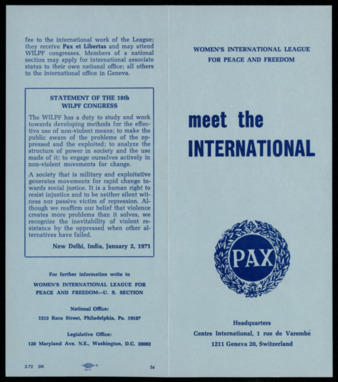 fee to the international work of the League;
they receive Pax et Libertas and may attend
WILPF congresses. Members of a national
section may apply for international associate
status to their own national office; all others
to the international office in Geneva.
STATEMENT OF THE 18th
WILPF CONGRESS
The WILPF has a duty to study and work
towards developing methods for the effec-
tive use of non-violent means; to make the
public aware of the problems of the op-
pressed and the exploited; to analyze the
structure of power in society and the use
made of it; to engage ourselves actively in
non-violent movements for change.
A society that is military and exploitative
generates movements for rapid change to-
wards social justice. It is a human right to
resist injustice and to be neither silent wit-
ness nor passive victim of repression. Al-
though we reaffirm our belief that violence
creates more problems than it solves, we
recognize the inevitability of violent re-
sistance by the oppressed when other al-
ternatives have failed.
New Delhi, India, January 2, 1971
For further information write to
WOMEN'S INTERNATIONAL LEAGUE FOR
PEACE AND FREEDOM—U. S. SECTION
National Office:
1213 Race Street, Philadelphia, Pa. 19107
Legislative Office:
120 Maryland Ave. N.E., Washington, D.C. 20002
WOMEN'S INTERNATIONAL LEAGUE
FOR PEACE AND FREEDOM
meet the
INTERNATIONAL
PAX
Headquarters
Centre International, 1 rue de Varembé
1211 Geneva 20, Switzerland